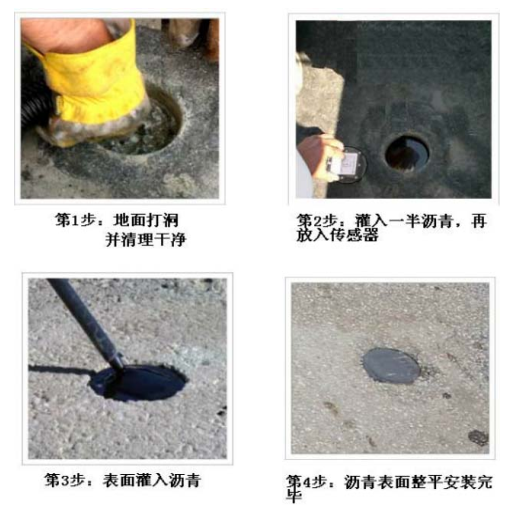 第1步：地面打洞
并清理干净
第2步：灌入一半沥青，再
放入传感器
第3步：表面灌入沥青
第4步：沥青表面整平安装完
毕